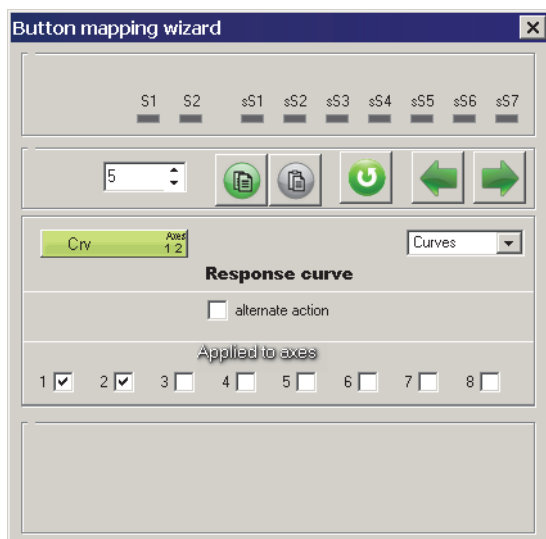 Button mapping wizard
S1 S2 sS1 sS2 sS3 sS4 sS5 sS6 sS7
5
Crv Axes 1 2 Curves
Response curve
alternate action
Applied to axes
1 2 3 4 5 6 7 8